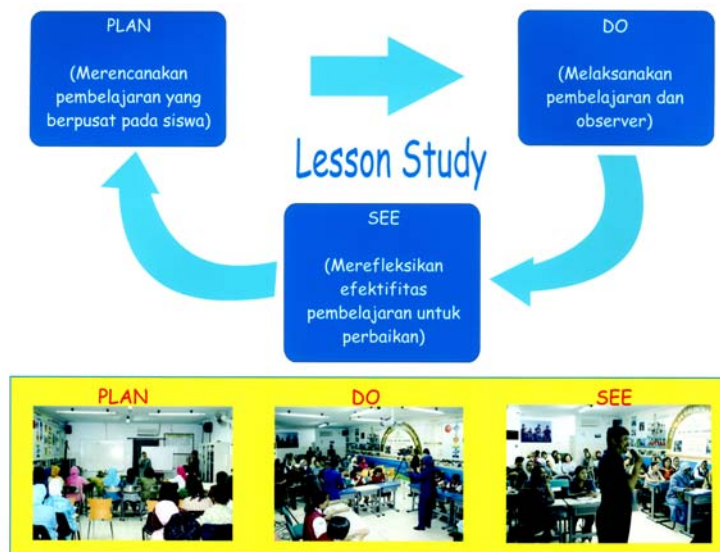 PLAN
(Merencanakan
pembelajaran yang
berpusat pada siswa)
DO
(Melaksanakan
pembelajaran dan
observer)
Lesson Study
SEE
(Merefleksikan
efektifitas
pembelajaran untuk
perbaikan)
PLAN
DO
SEE